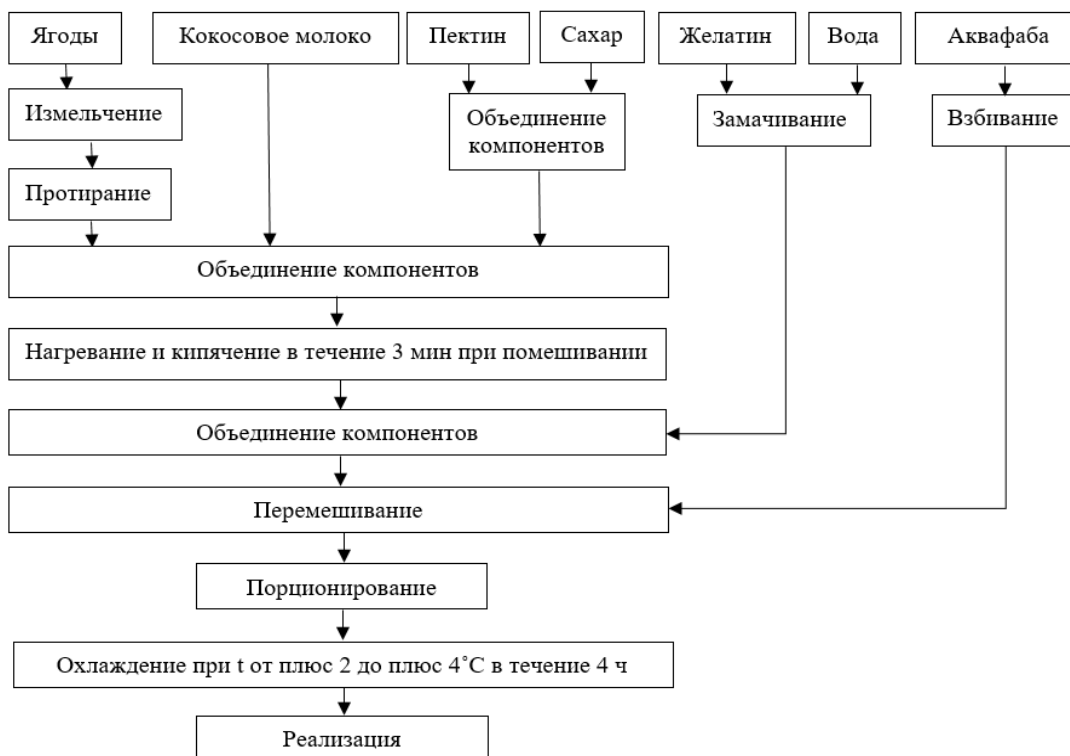 Ягоды
Кокосовое молоко
Пектин
Сахар
Желатин
Вода
Аквафаба
Измельчение
Объединение
компонентов
Замачивание
Взбивание
Протирание
Объединение компонентов
Нагревание и кипячение в течение 3 мин при помешивании
Объединение компонентов
Перемешивание
Порционирование
Охлаждение при t от плюс 2 до плюс 4˚С в течение 4 ч
Реализация